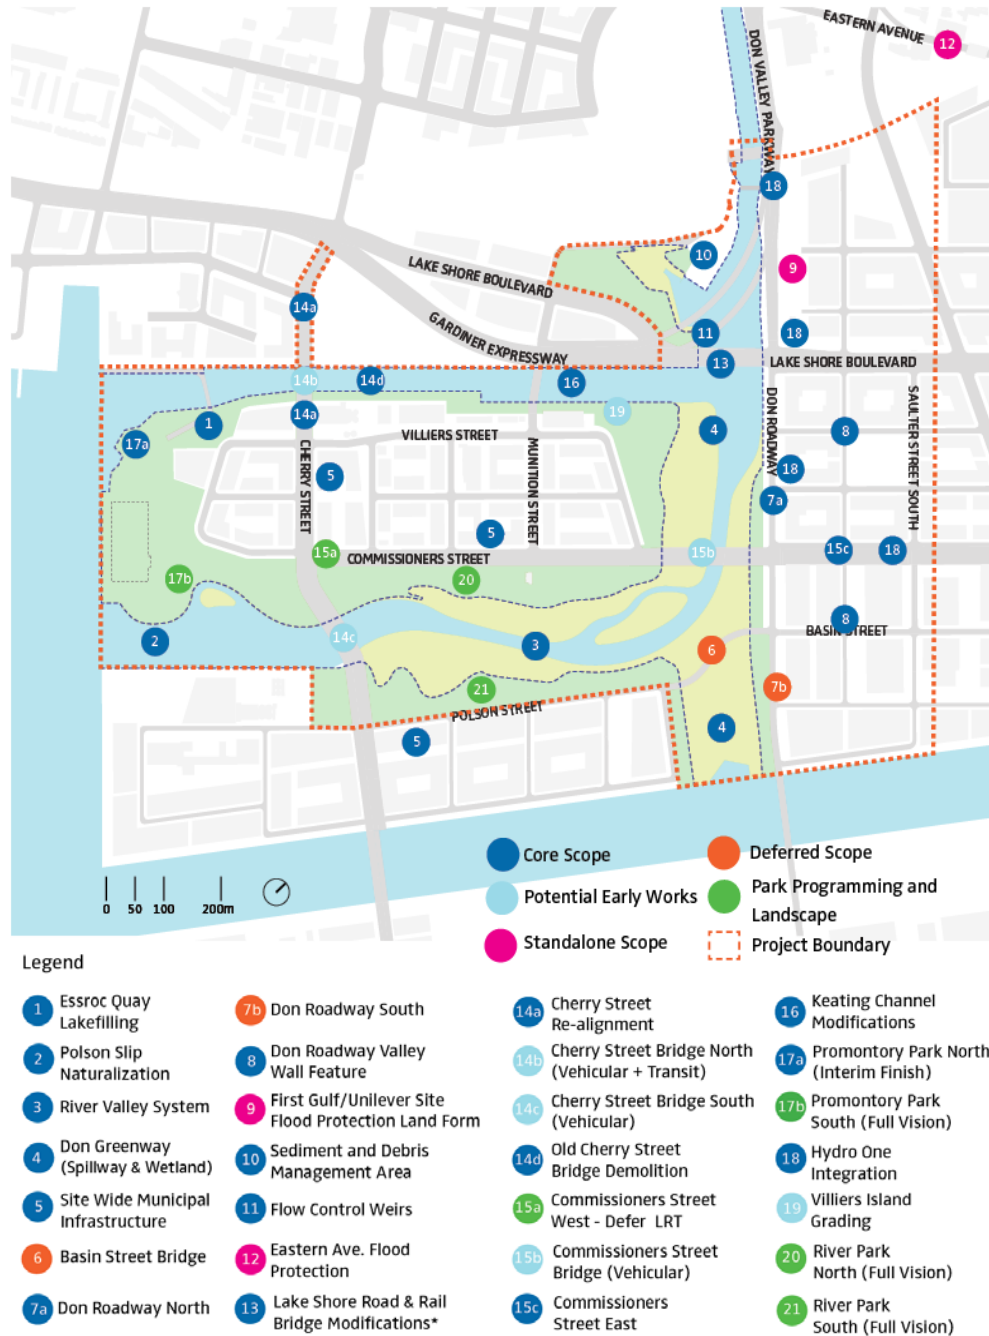 EASTERN AVENUE
12
DON VALLEY PARKWAY
18
10
9
LAKE SHORE BOULEVARD
14a
GARDINER EXPRESSWAY
11
18
13
LAKE SHORE BOULEVARD
14b
14d
16
19
14a
1
17a
VILLIERS STREET
4
8
DON ROADWAY
SAULTER STREET SOUTH
CHERRY STREET
MUNITION STREET
5
18
7a
5
15a
COMMISSIONERS STREET
15b
15c
18
17b
20
8
BASIN STREET
2
14c
3
6
7b
21
POLSON STREET
5
4
Core Scope
Deferred Scope
Potential Early Works
Park Programming and
Landscape
Standalone Scope
Project Boundary
0 50 100 200m
Legend
1 Essroc Quay
Lakefilling
2 Polson Slip
Naturalization
3 River Valley System
4 Don Greenway
(Spillway & Wetland)
5 Site Wide Municipal
Infrastructure
6 Basin Street Bridge
7a Don Roadway North
7b Don Roadway South
8 Don Roadway Valley
Wall Feature
9 First Gulf/Unilever Site
Flood Protection Land Form
10 Sediment and Debris
Management Area
11 Flow Control Weirs
12 Eastern Ave. Flood
Protection
13 Lake Shore Road & Rail
Bridge Modifications*
14a Cherry Street
Re-alignment
14b Cherry Street Bridge North
(Vehicular + Transit)
14c Cherry Street Bridge South
(Vehicular)
14d Old Cherry Street
Bridge Demolition
15a Commissioners Street
West - Defer LRT
15b Commissioners Street
Bridge (Vehicular)
15c Commissioners
Street East
16 Keating Channel
Modifications
17a Promontory Park North
(Interim Finish)
17b Promontory Park
South (Full Vision)
18 Hydro One
Integration
19 Villiers Island
Grading
20 River Park
North (Full Vision)
21 River Park
South (Full Vision)